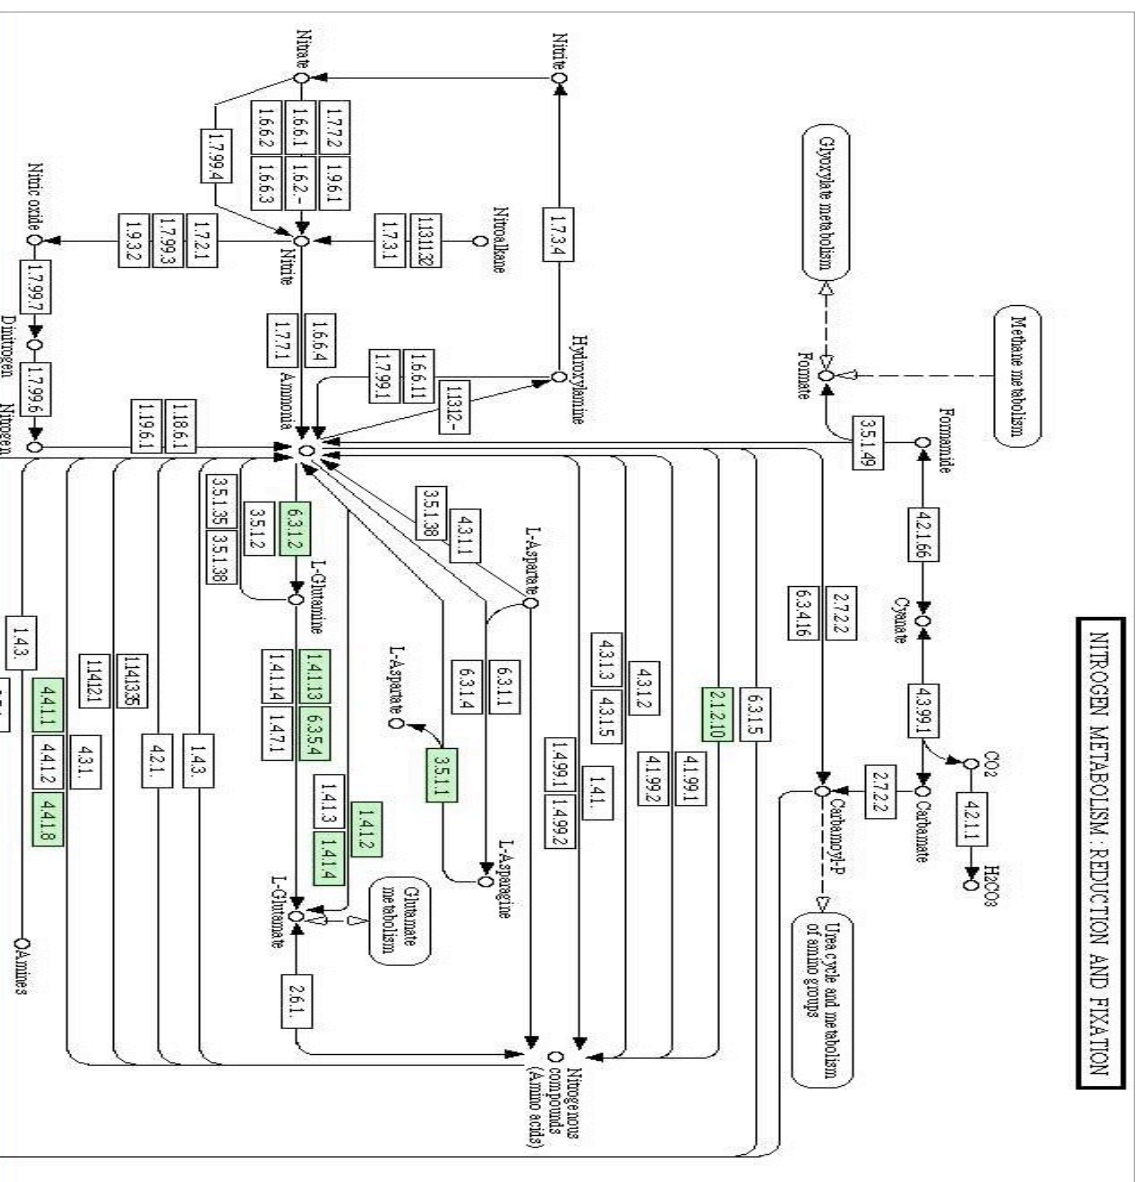 NITROGEN METABOLISM : REDUCTION AND FIXATION
Methane metabolism
CO2
H2CO3
4.2.1.1
Formamide
4.2.1.66
Cyanate
4.3.99.1
Carbamate
3.5.1.49
2.7.2.2
Glyoxylate metabolism
Formate
Carbamoyl-P
Urea cycle and metabolism
of amino groups
2.7.2.2
6.3.4.16
6.3.1.5
2.1.2.10
4.1.99.1
4.1.99.2
4.3.1.2
4.3.1.3
4.3.1.5
1.4.1.
1.4.99.1
1.4.99.2
Nitrite
1.7.3.4
Hydroxylamine
Nitrogenous
compounds
(Amino acids)
L-Aspartate
Nitroalkane
1.13.11.32
1.7.3.1
1.6.6.11
1.7.99.1
1.13.12.-
4.3.1.1
3.5.1.38
6.3.1.1
6.3.1.4
L-Asparagine
3.5.1.1
L-Aspartate
Glutamate
metabolism
Nitrate
1.7.7.2
1.9.6.1
1.6.6.1
1.6.2.-
1.6.6.2
1.6.6.3
1.7.99.4
Nitrite
1.6.6.4
1.7.7.1
Ammonia
6.3.1.2
3.5.1.2
3.5.1.35
3.5.1.38
L-Glutamine
1.4.1.13
6.3.5.4
1.4.1.14
1.4.7.1
1.4.1.2
1.4.1.3
1.4.1.4
L-Glutamate
2.6.1.
1.7.2.1
1.7.99.3
1.9.3.2
1.18.6.1
1.19.6.1
1.4.3.
4.2.1.
1.14.13.35
1.14.12.1
4.3.1.
4.4.1.1
4.4.1.2
4.4.1.8
Nitric oxide
1.7.99.7
Dinitrogen
1.7.99.6
Nitrogen
1.4.3.
Amines